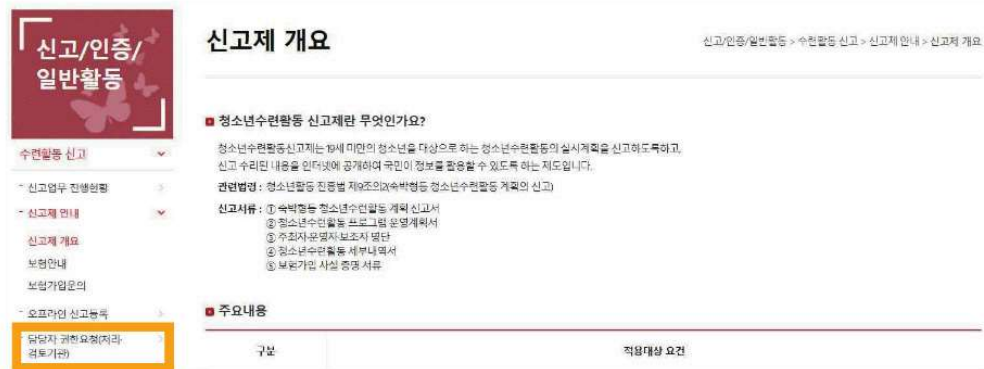 신고/인증/
일반활동
수련활동 신고
신고업무 진행현황
신고제 안내
신고제 개요
보험안내
보험가입문의
오프라인 신고등록
담당자 권한요청(처리·
검토기관)
신고제 개요
신고/인증/일반활동 > 수련활동 신고 > 신고제 안내 > 신고제 개요
청소년수련활동 신고제란 무엇인가요?
청소년수련활동신고제는 19세 미만의 청소년을 대상으로 하는 청소년수련활동의 실시계획을 신고하도록하고,
신고 수리된 내용을 인터넷에 공개하여 국민이 정보를 활용할 수 있도록 하는 제도입니다.
관련법령 : 청소년활동 진흥법 제9조의2(숙박형등 청소년수련활동 계획의 신고)
신고서류 : ① 숙박형등 청소년수련활동 계획 신고서
② 청소년수련활동 프로그램 운영계획서
③ 주최자·운영자·보조자 명단
④ 청소년수련활동 세부내역서
⑤ 보험가입 사실 증명 서류
주요내용
구분 적용대상 요건